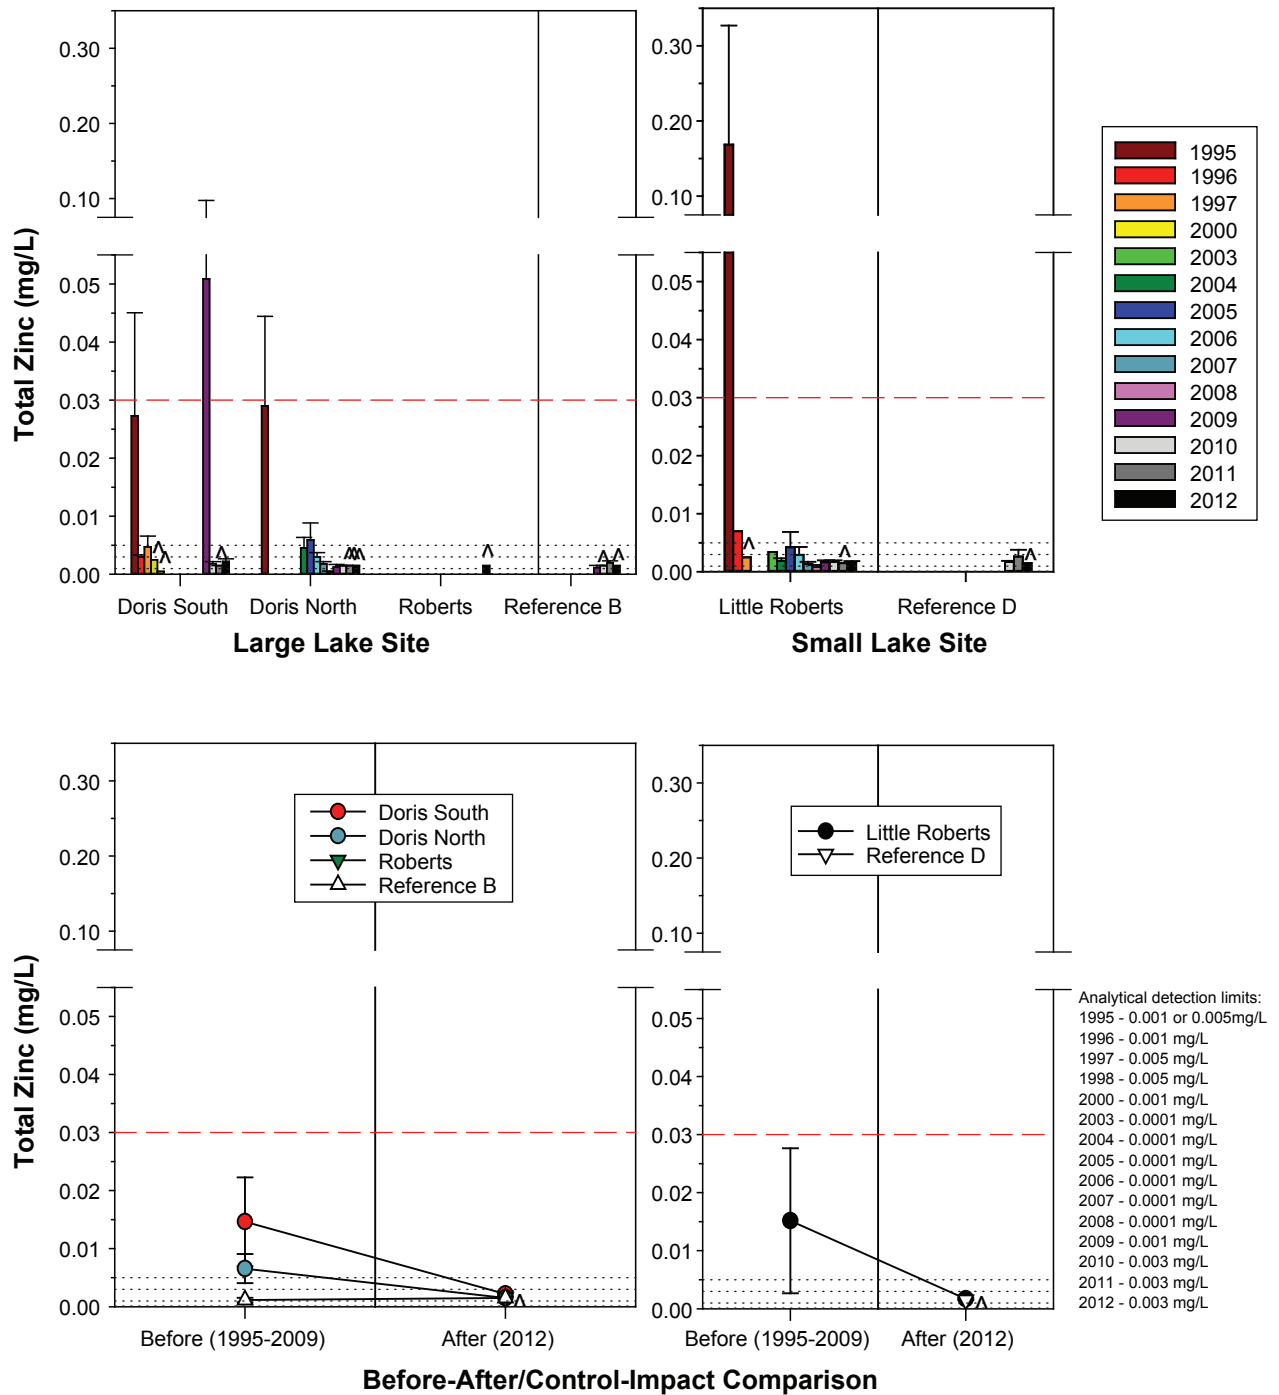 Total Zinc (mg/L)
0.30
0.20
0.10
0.05
0.04
0.03
0.02
0.01
0.00
^ ^ ^ ^^^ ^ ^ ^
Doris South Doris North Roberts Reference B
Large Lake Site
0.30
0.20
0.10
0.05
0.04
0.03
0.02
0.01
0.00
^ ^ ^
Little Roberts Reference D
Small Lake Site
1995
1996
1997
2000
2003
2004
2005
2006
2007
2008
2009
2010
2011
2012
Total Zinc (mg/L)
0.30
0.20
0.10
0.05
0.04
0.03
0.02
0.01
0.00
Doris South
Doris North
Roberts
Reference B
^
Before (1995-2009) After (2012)
0.30
0.20
0.10
0.05
0.04
0.03
0.02
0.01
0.00
Little Roberts
Reference D
^
Before (1995-2009) After (2012)
Before-After/Control-Impact Comparison
Analytical detection limits:
1995 - 0.001 or 0.005mg/L
1996 - 0.001 mg/L
1997 - 0.005 mg/L
1998 - 0.005 mg/L
2000 - 0.001 mg/L
2003 - 0.0001 mg/L
2004 - 0.0001 mg/L
2005 - 0.0001 mg/L
2006 - 0.0001 mg/L
2007 - 0.0001 mg/L
2008 - 0.0001 mg/L
2009 - 0.001 mg/L
2010 - 0.003 mg/L
2011 - 0.003 mg/L
2012 - 0.003 mg/L